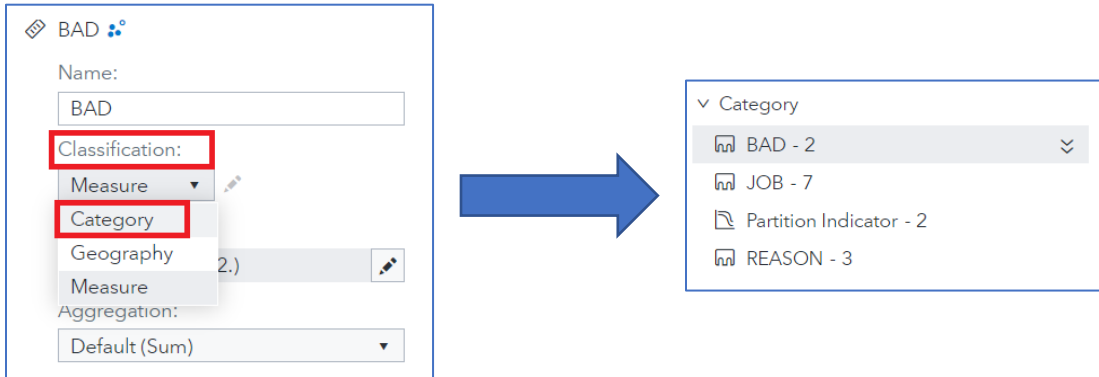 BAD
Name:
BAD
Classification:
Measure
Category
Geography
2.)
Measure
Aggregation:
Default (Sum)
Category
BAD - 2
JOB - 7
Partition Indicator - 2
REASON - 3